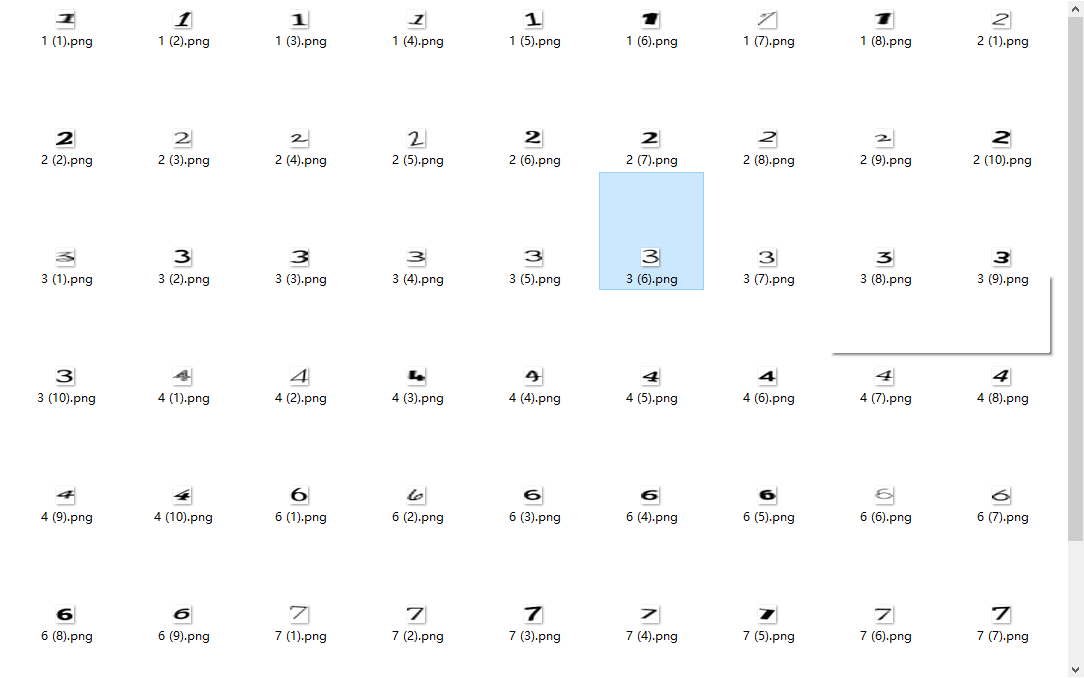 1 1 1 1 1 1 1 1 2
1 (1).png 1 (2).png 1 (3).png 1 (4).png 1 (5).png 1 (6).png 1 (7).png 1 (8).png 2 (1).png
2 2 2 2 2 2 2 2 2
2 (2).png 2 (3).png 2 (4).png 2 (5).png 2 (6).png 2 (7).png 2 (8).png 2 (9).png 2 (10).png
3 3 3 3 3 3 3 3 3
3 (1).png 3 (2).png 3 (3).png 3 (4).png 3 (5).png 3 (6).png 3 (7).png 3 (8).png 3 (9).png
3 4 4 4 4 4 4 4 4
3 (10).png 4 (1).png 4 (2).png 4 (3).png 4 (4).png 4 (5).png 4 (6).png 4 (7).png 4 (8).png
4 4 6 6 6 6 6 6 6
4 (9).png 4 (10).png 6 (1).png 6 (2).png 6 (3).png 6 (4).png 6 (5).png 6 (6).png 6 (7).png
6 6 7 7 7 7 7 7 7
6 (8).png 6 (9).png 7 (1).png 7 (2).png 7 (3).png 7 (4).png 7 (5).png 7 (6).png 7 (7).png